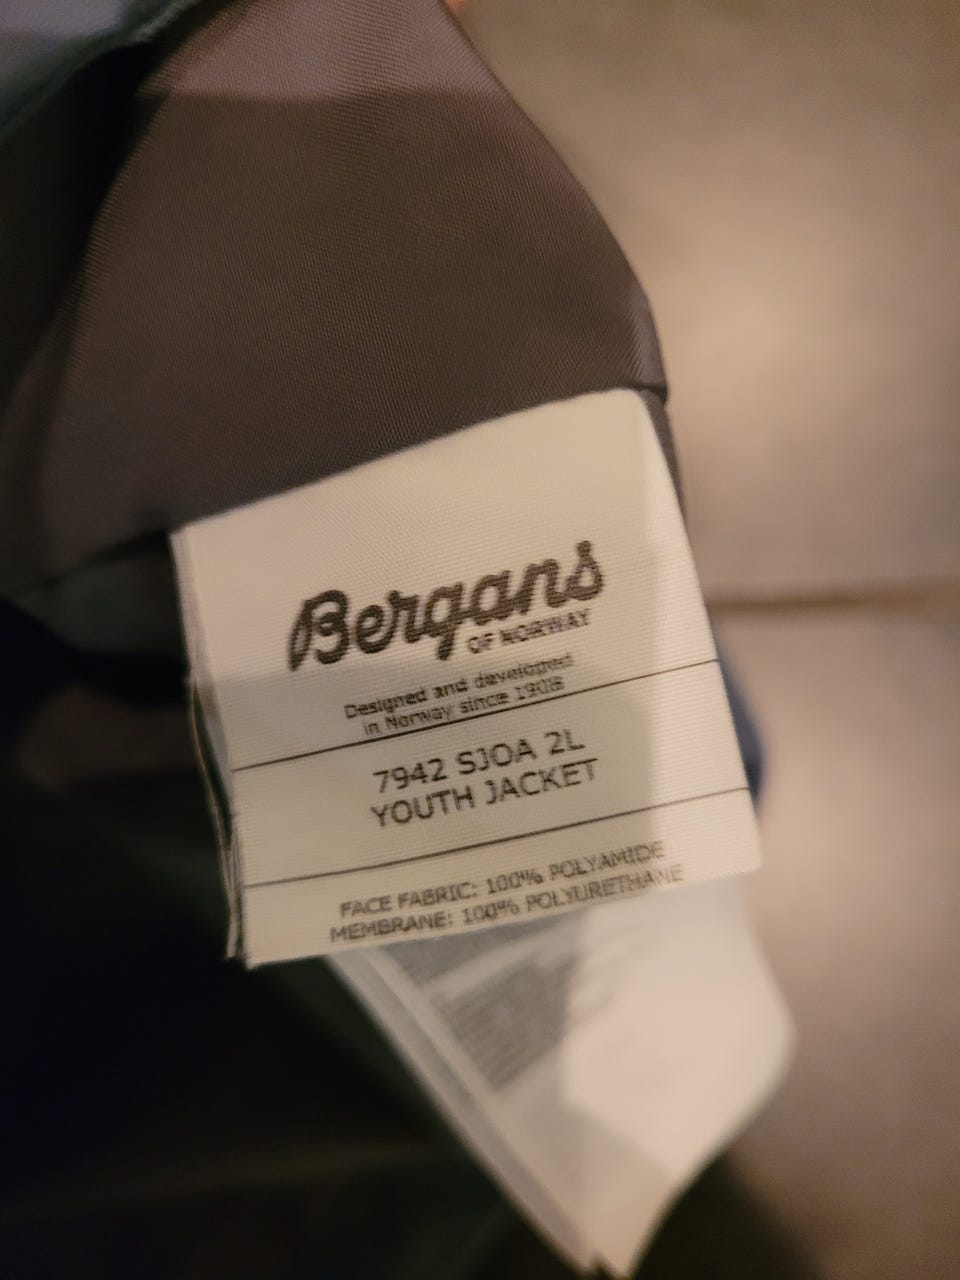 Bergans
OF NORWAY
Designed and developed
in Norway since 1908
7942 SJOA 2L
YOUTH JACKET
FACE FABRIC: 100% POLYAMIDE
MEMBRANE: 100% POLYURETHANE